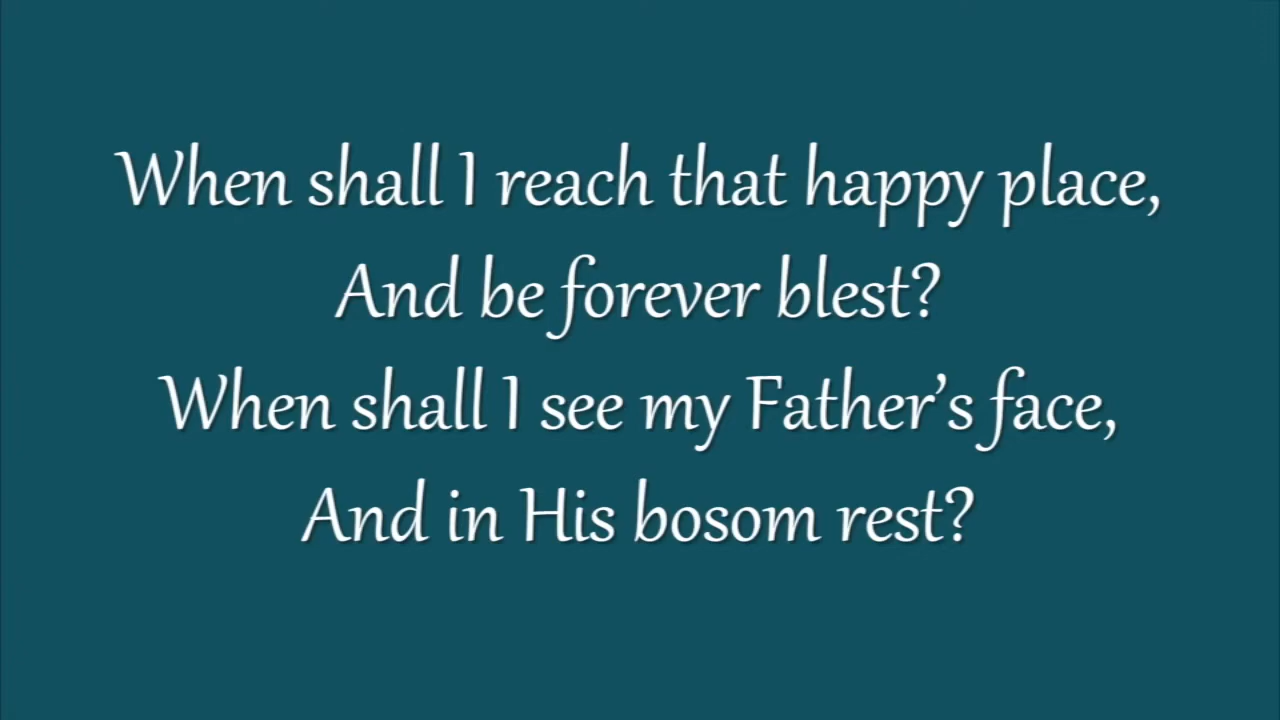 When shall I reach that happy place,
And be forever blest?
When shall I see my Father’s face,
And in His bosom rest?